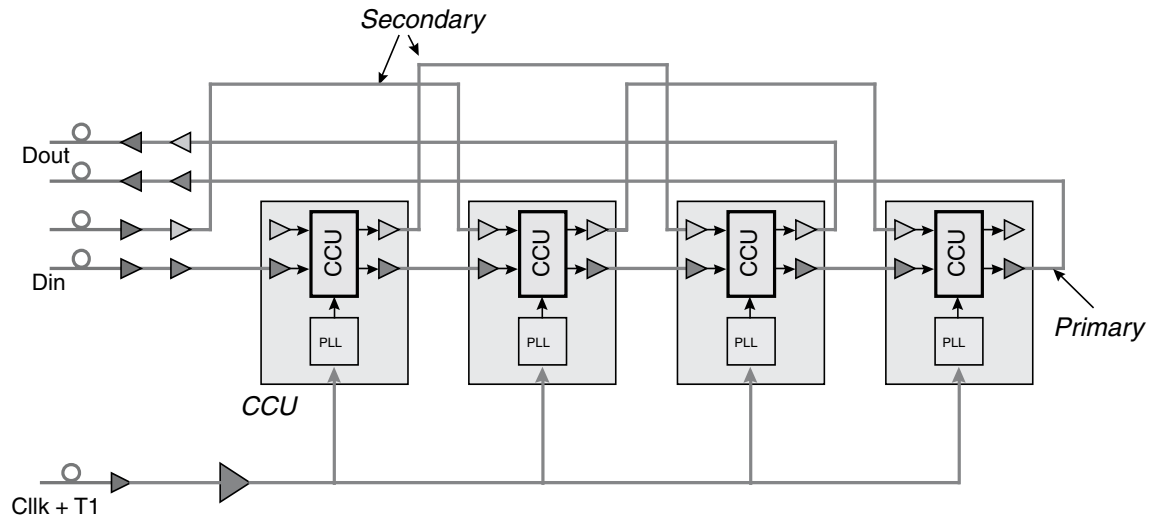 Secondary
Dout
Din
CCU
CCU
CCU
CCU
PLL
PLL
PLL
PLL
Primary
CCU
Cllk + T1